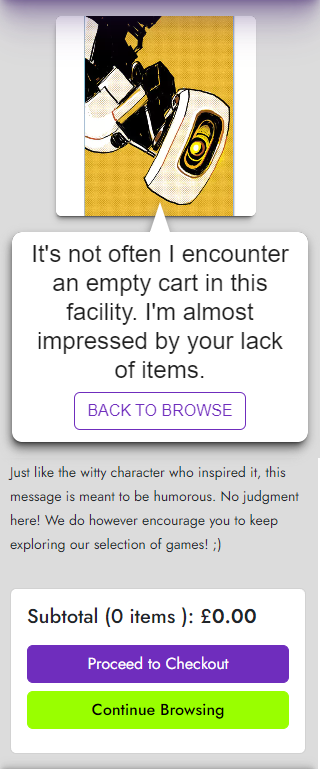 It's not often I encounter
an empty cart in this
facility. I'm almost
impressed by your lack
of items.
BACK TO BROWSE
Just like the witty character who inspired it, this
message is meant to be humorous. No judgment
here! We do however encourage you to keep
exploring our selection of games! ;)
Subtotal (0 items ): £0.00
Proceed to Checkout
Continue Browsing